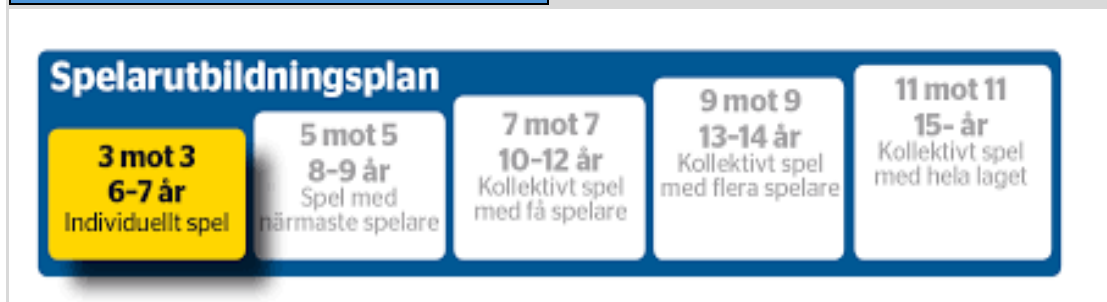 Spelarutbildningsplan
3 mot 3
6-7 år
Individuellt spel
5 mot 5
8-9 år
Spel med
närmaste spelare
7 mot 7
10-12 år
Kollektivt spel
med få spelare
9 mot 9
13-14 år
Kollektivt spel
med flera spelare
11 mot 11
15- år
Kollektivt spel
med hela laget